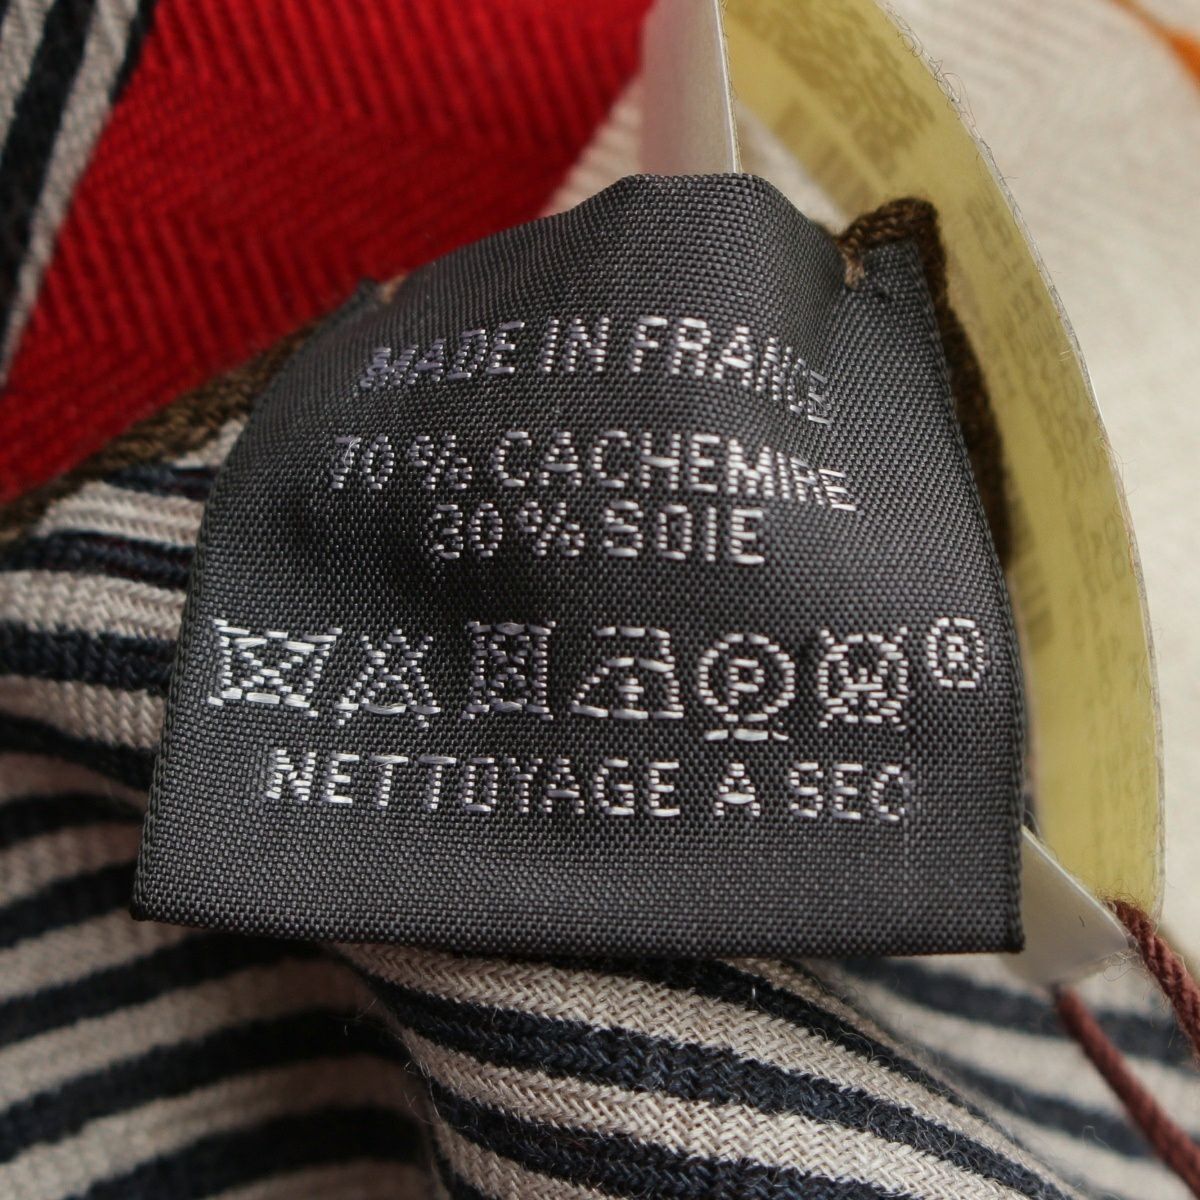 MADE IN FRANCE
70 % CACHEMIRE
30 % SOIE
P W ®
NETTOYAGE A SEC